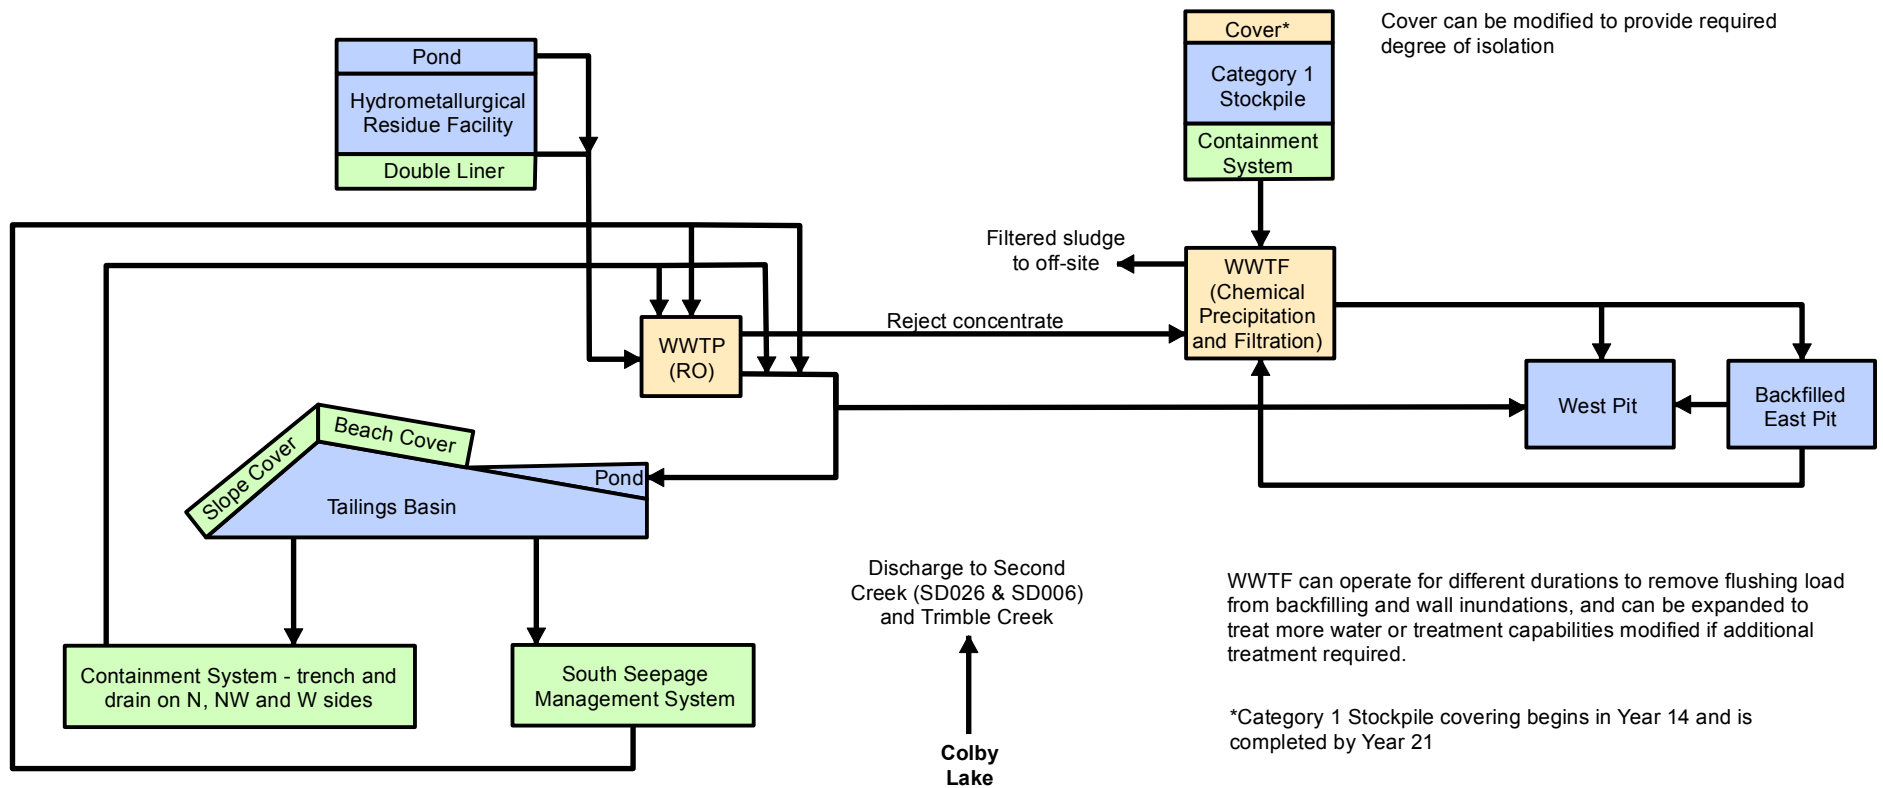 Cover can be modified to provide required
degree of isolation
Cover*
Category 1
Stockpile
Containment
System
Pond
Hydrometallurgical
Residue Facility
Double Liner
Filtered sludge
to off-site
WWTF
(Chemical
Precipitation
and Filtration)
Reject concentrate
WWTP
(RO)
West Pit
Backfilled
East Pit
Slope Cover
Beach Cover
Pond
Tailings Basin
Discharge to Second
Creek (SD026 & SD006)
and Trimble Creek
Colby
Lake
Containment System - trench and
drain on N, NW and W sides
South Seepage
Management System
WWTF can operate for different durations to remove flushing load
from backfilling and wall inundations, and can be expanded to
treat more water or treatment capabilities modified if additional
treatment required.
*Category 1 Stockpile covering begins in Year 14 and is
completed by Year 21